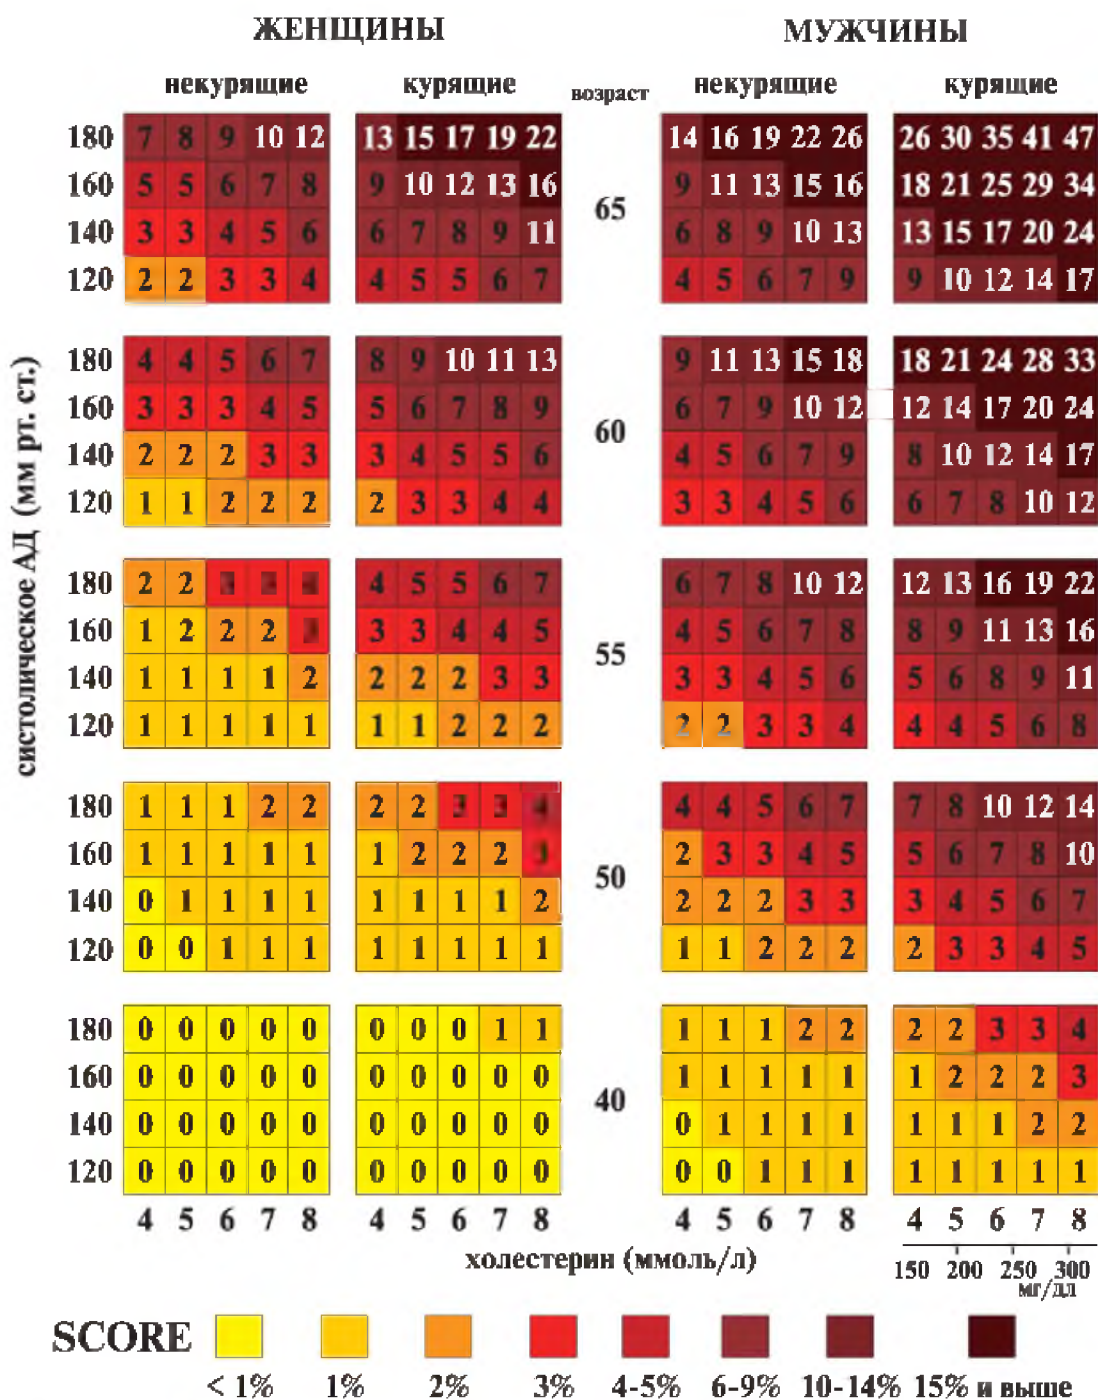 ЖЕНЩИНЫ МУЖЧИНЫ
некурящие курящие возраст некурящие курящие
180 7 8 9 10 12 13 15 17 19 22 14 16 19 22 26 26 30 35 41 47
160 5 5 6 7 8 9 10 12 13 16 9 11 13 15 16 18 21 25 29 34
65
140 3 3 4 5 6 6 7 8 9 11 6 8 9 10 13 13 15 17 20 24
120 2 2 3 3 4 4 5 5 6 7 4 5 6 7 9 9 10 12 14 17
180 4 4 5 6 7 8 9 10 11 13 9 11 13 15 18 18 21 24 28 33
160 3 3 3 4 5 5 6 7 8 9 6 7 9 10 12 12 14 17 20 24
60
140 2 2 2 3 3 3 4 5 5 6 4 5 6 7 9 8 10 12 14 17
120 1 1 2 2 2 2 3 3 4 4 3 3 4 5 6 6 7 8 10 12
систолическое АД (мм рт. ст.)
180 2 2 4 5 5 6 7 6 7 8 10 12 12 13 16 19 22
160 1 2 2 2 3 3 3 4 4 5 4 5 6 7 8 8 9 11 13 16
55
140 1 1 1 1 2 2 2 2 3 3 3 3 4 5 6 5 6 8 9 11
120 1 1 1 1 1 1 1 2 2 2 2 2 3 3 4 4 4 5 6 8
180 1 1 1 2 2 2 2 3 3 4 4 4 5 6 7 7 8 10 12 14
160 1 1 1 1 1 1 2 2 2 3 2 3 3 4 5 5 6 7 8 10
50
140 0 1 1 1 1 1 1 1 1 2 2 2 2 3 3 3 4 5 6 7
120 0 0 1 1 1 1 1 1 1 1 1 1 2 2 2 2 3 3 4 5
180 0 0 0 0 0 0 0 0 1 1 1 1 1 2 2 2 2 3 3 4
160 0 0 0 0 0 0 0 0 0 0 1 1 1 1 1 1 2 2 2 3
40
140 0 0 0 0 0 0 0 0 0 0 0 1 1 1 1 1 1 1 2 2
120 0 0 0 0 0 0 0 0 0 0 0 0 1 1 1 1 1 1 1 1
4 5 6 7 8 4 5 6 7 8 4 5 6 7 8 4 5 6 7 8
холестерин (ммоль/л)
150 200 250 300
мг/дл
SCORE
< 1% 1% 2% 3% 4-5% 6-9% 10-14% 15% и выше